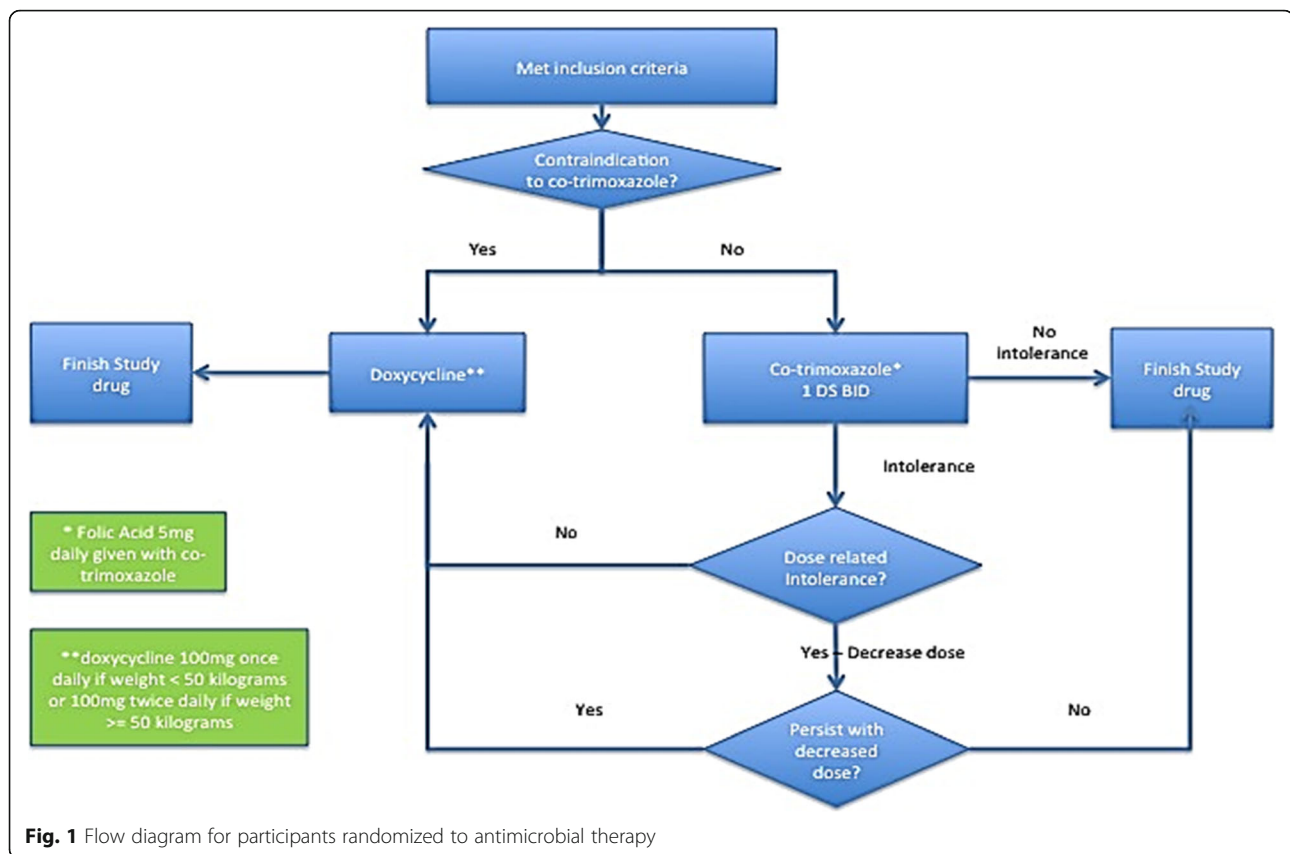 Met inclusion criteria
Contraindication
to co-trimoxazole?
Yes
No
Finish Study
drug
Doxycycline**
Co-trimoxazole*
1 DS BID
No
Intolerance
Finish Study
drug
Intolerance
* Folic Acid 5mg
daily given with co-
trimoxazole
No
Dose related
Intolerance?
Yes – Decrease dose
**doxycycline 100mg once
daily if weight < 50 kilograms
or 100mg twice daily if weight
>= 50 kilograms
Yes
Persist with
decreased
dose?
No
Fig. 1 Flow diagram for participants randomized to antimicrobial therapy